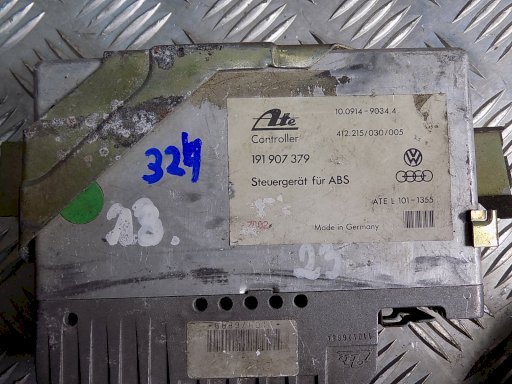 Ate
Controller
10.0914-9034.4
412.215/030/005
191 907 379
Steuergerät für ABS
ATE L 101-1355
Made in Germany
324
13.
23